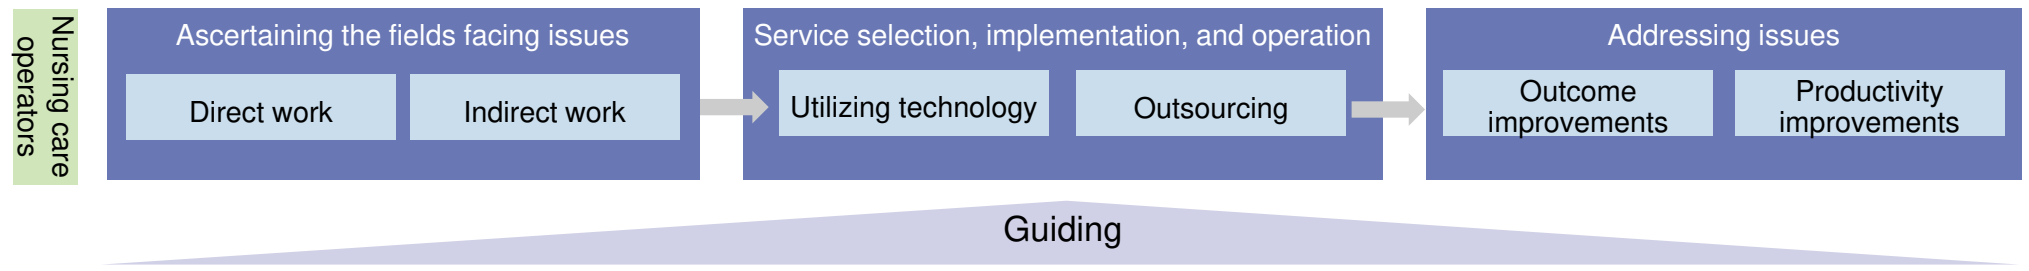 Nursing care
operators
Ascertaining the fields facing issues
Direct work
Indirect work
Service selection, implementation, and operation
Utilizing technology
Outsourcing
Addressing issues
Outcome
improvements
Productivity
improvements
Guiding